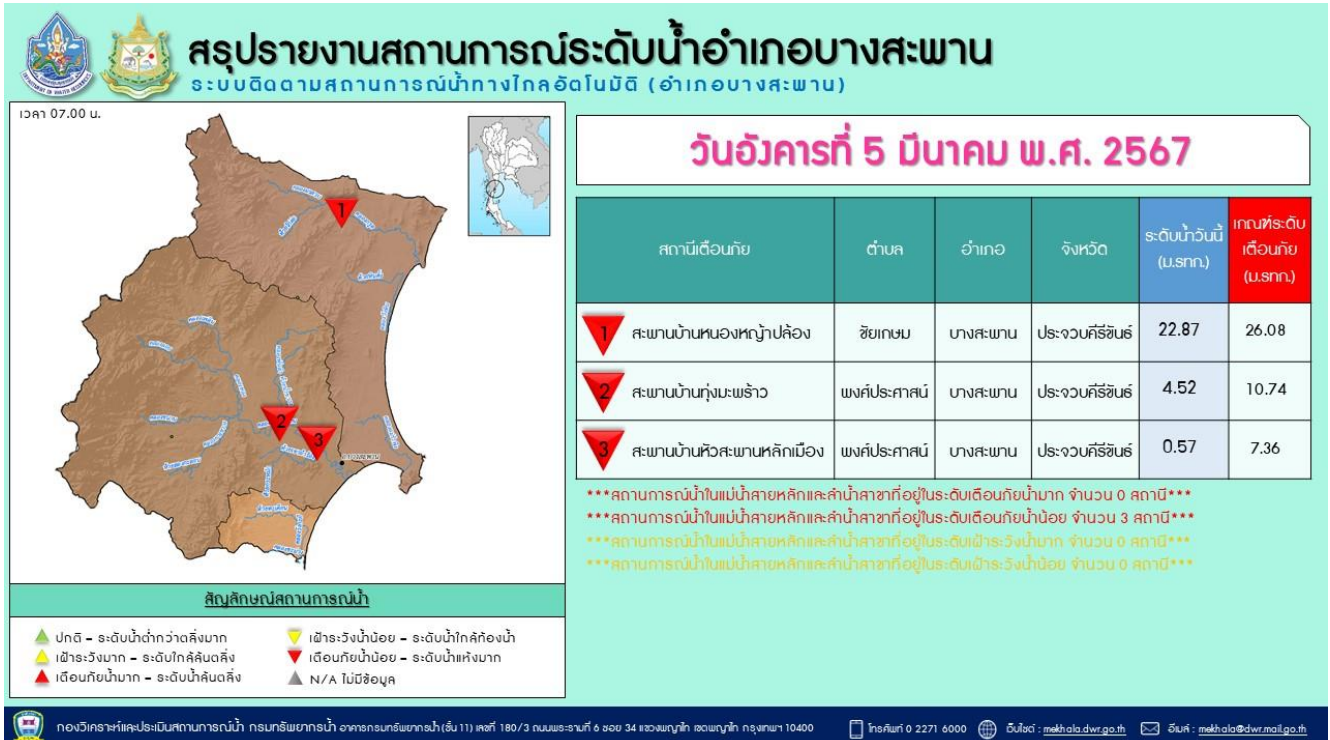 สรุปรายงานสถานการณ์ระดับน้ำอำเภอบางสะพาน
ระบบติดตามสถานการณ์น้ำทางไกลอัตโนมัติ (อำเภอบางสะพาน)
เวลา 07.00 น.
1
2
3
วันอังคารที่ 5 มีนาคม พ.ศ. 2567
สถานีเตือนภัย ตำบล อำเภอ จังหวัด ระดับน้ำวันนี้ (ม.รทก.) เกณฑ์ระดับเตือนภัย (ม.รทก.)
1 สะพานบ้านหนองหญ้าปล้อง ชัยเกษม บางสะพาน ประจวบคีรีขันธ์ 22.87 26.08
2 สะพานบ้านทุ่งมะพร้าว พงศ์ประศาสน์ บางสะพาน ประจวบคีรีขันธ์ 4.52 10.74
3 สะพานบ้านหัวสะพานหลักเมือง พงศ์ประศาสน์ บางสะพาน ประจวบคีรีขันธ์ 0.57 7.36
***สถานการณ์น้ำในแม่น้ำสายหลักและลำน้ำสาขาที่อยู่ในระดับเตือนภัยน้ำมาก จำนวน 0 สถานี***
***สถานการณ์น้ำในแม่น้ำสายหลักและลำน้ำสาขาที่อยู่ในระดับเตือนภัยน้ำน้อย จำนวน 3 สถานี***
***สถานการณ์น้ำในแม่น้ำสายหลักและลำน้ำสาขาที่อยู่ในระดับเฝ้าระวังน้ำมาก จำนวน 0 สถานี***
***สถานการณ์น้ำในแม่น้ำสายหลักและลำน้ำสาขาที่อยู่ในระดับเฝ้าระวังน้ำน้อย จำนวน 0 สถานี***
สัญลักษณ์สถานการณ์น้ำ
ปกติ - ระดับน้ำต่ำกว่าตลิ่งมาก
เฝ้าระวังมาก - ระดับใกล้ล้นตลิ่ง
เตือนภัยน้ำมาก - ระดับน้ำล้นตลิ่ง
เฝ้าระวังน้ำน้อย - ระดับน้ำใกล้ท้องน้ำ
เตือนภัยน้ำน้อย - ระดับน้ำแห้งมาก
N/A ไม่มีข้อมูล
กองวิเคราะห์และประเมินสถานการณ์น้ำ กรมทรัพยากรน้ำ อาคารกรมทรัพยากรน้ำ (ชั้น 11) เลขที่ 180/3 ถนนพระรามที่ 6 ซอย 34 แขวงพญาไท เขตพญาไท กรุงเทพฯ 10400 โทรศัพท์ 0 2271 6000 เว็บไซต์ : mekhala.dwr.go.th อีเมล์ : mekhala@dwr.mail.go.th